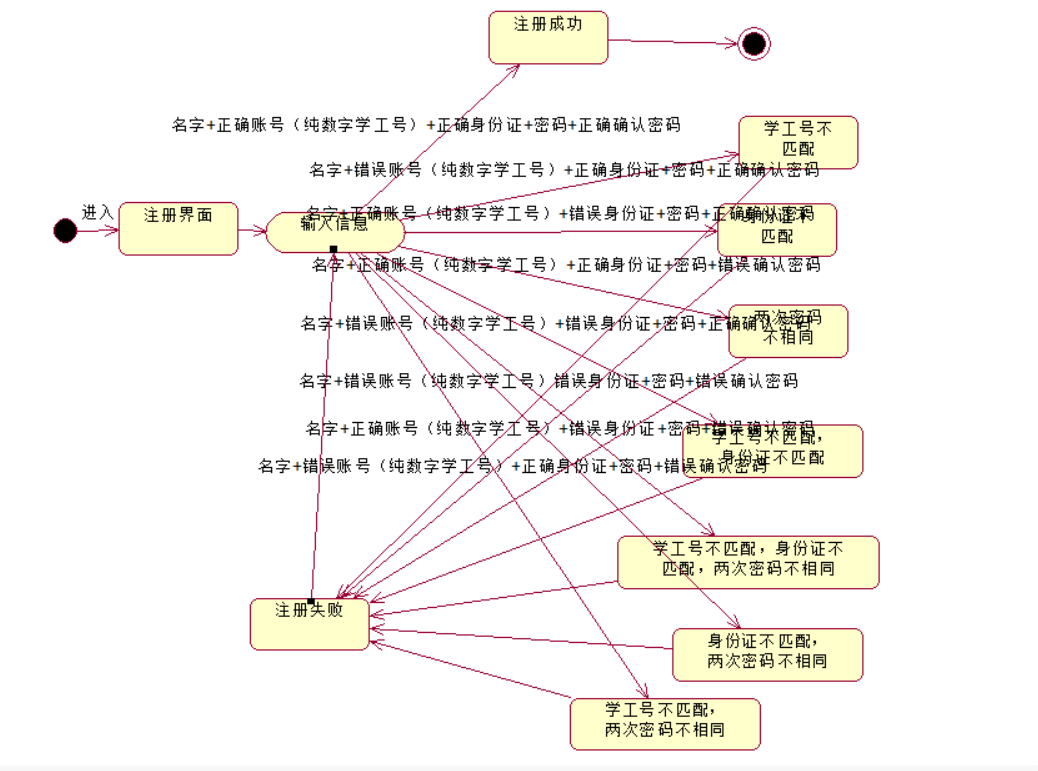 注册成功
名字+正确账号（纯数字学工号）+正确身份证+密码+正确确认密码
学工号不
匹配
名字+错误账号（纯数字学工号）+正确身份证+密码+正确确认密码
进入
注册界面
输入信息
名字+正确账号（纯数字学工号）+错误身份证+密码+正确确认密码
身份证不
匹配
名字+正确账号（纯数字学工号）+正确身份证+密码+错误确认密码
两次密码
不相同
名字+错误账号（纯数字学工号）+错误身份证+密码+正确确认密码
名字+错误账号（纯数字学工号）错误身份证+密码+错误确认密码
名字+正确账号（纯数字学工号）+错误身份证+密码+错误确认密码
学工号不匹配，
身份证不匹配
名字+错误账号（纯数字学工号）+正确身份证+密码+错误确认密码
学工号不匹配，身份证不
匹配，两次密码不相同
注册失败
身份证不匹配，
两次密码不相同
学工号不匹配，
两次密码不相同